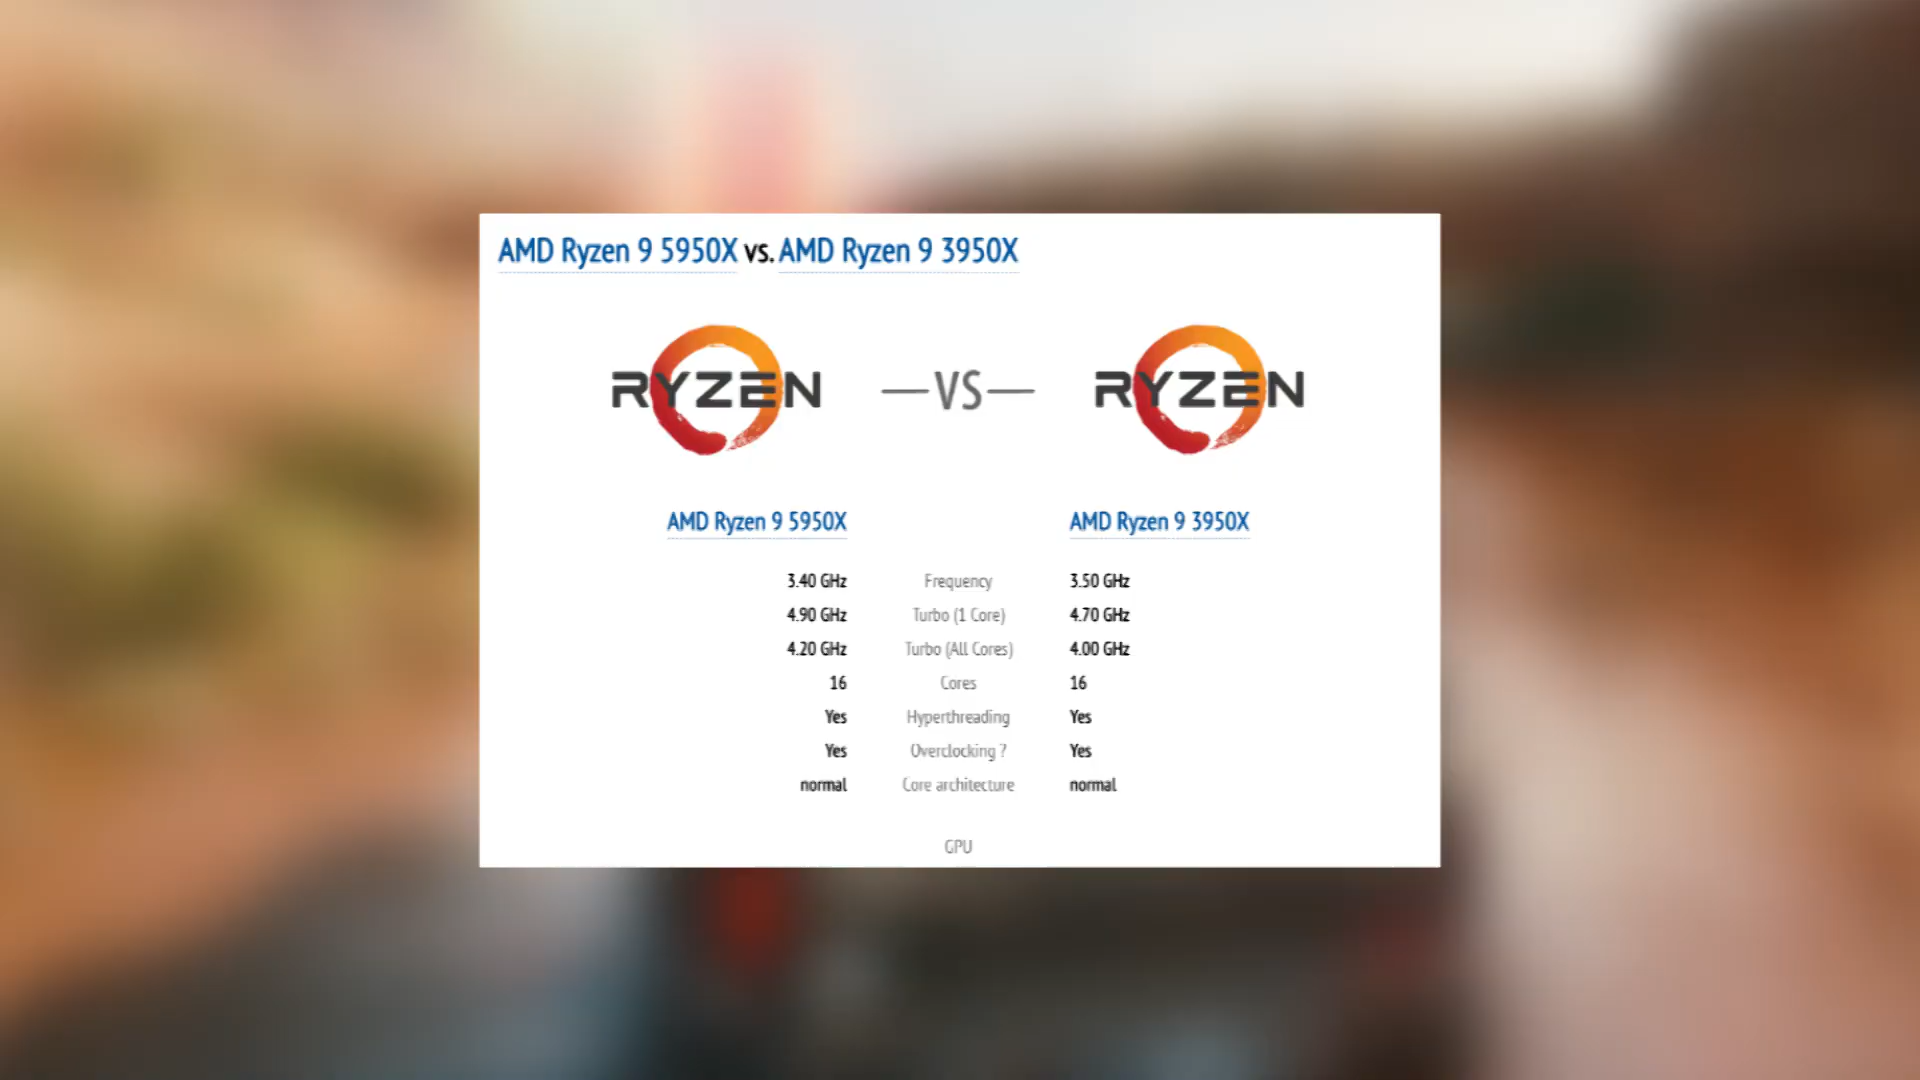 AMD Ryzen 9 5950X vs. AMD Ryzen 9 3950X
RYZEN VS RYZEN
AMD Ryzen 9 5950X AMD Ryzen 9 3950X
3.40 GHz Frequency 3.50 GHz
4.90 GHz Turbo (1 Core) 4.70 GHz
4.20 GHz Turbo (All Cores) 4.00 GHz
16 Cores 16
Yes Hyperthreading Yes
Yes Overclocking ? Yes
normal Core architecture normal
GPU